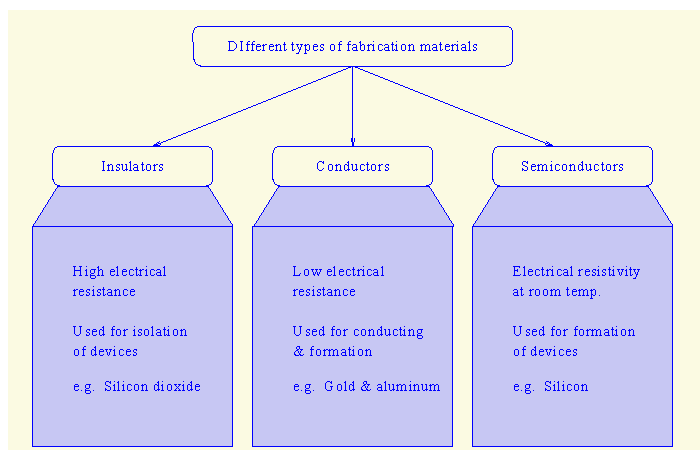 DIfferent types of fabrication materials
Insulators
Conductors
Semiconductors
High electrical
resistance
Used for isolation
of devices
e.g. Silicon dioxide
Low electrical
resistance
Used for conducting
& formation
e.g. Gold & aluminum
Electrical resistivity
at room temp.
Used for formation
of devices
e.g. Silicon